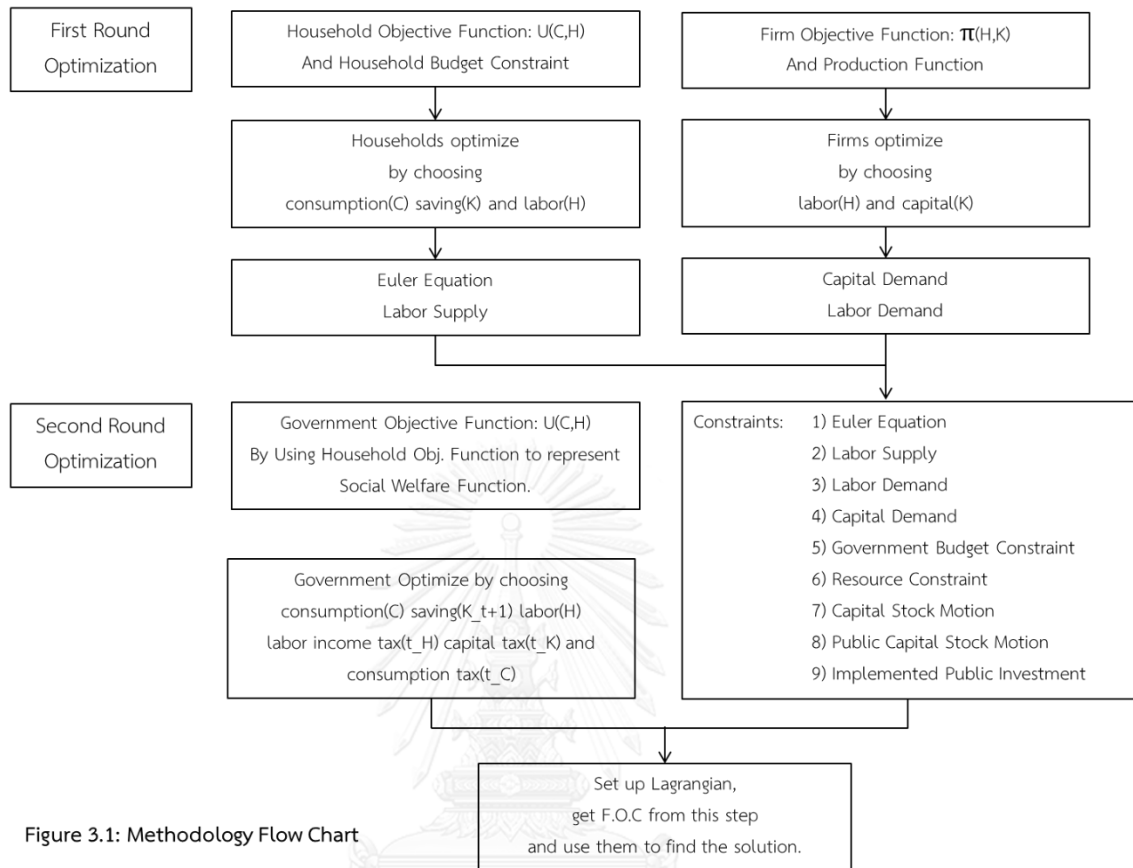 First Round
Optimization
Household Objective Function: U(C,H)
And Household Budget Constraint
Firm Objective Function: π(H,K)
And Production Function
Households optimize
by choosing
consumption(C) saving(K) and labor(H)
Firms optimize
by choosing
labor(H) and capital(K)
Euler Equation
Labor Supply
Capital Demand
Labor Demand
Second Round
Optimization
Government Objective Function: U(C,H)
By Using Household Obj. Function to represent
Social Welfare Function.
Government Optimize by choosing
consumption(C) saving(K_t+1) labor(H)
labor income tax(t_H) capital tax(t_K) and
consumption tax(t_C)
Constraints: 1) Euler Equation
2) Labor Supply
3) Labor Demand
4) Capital Demand
5) Government Budget Constraint
6) Resource Constraint
7) Capital Stock Motion
8) Public Capital Stock Motion
9) Implemented Public Investment
Set up Lagrangian,
get F.O.C from this step
and use them to find the solution.
Figure 3.1: Methodology Flow Chart